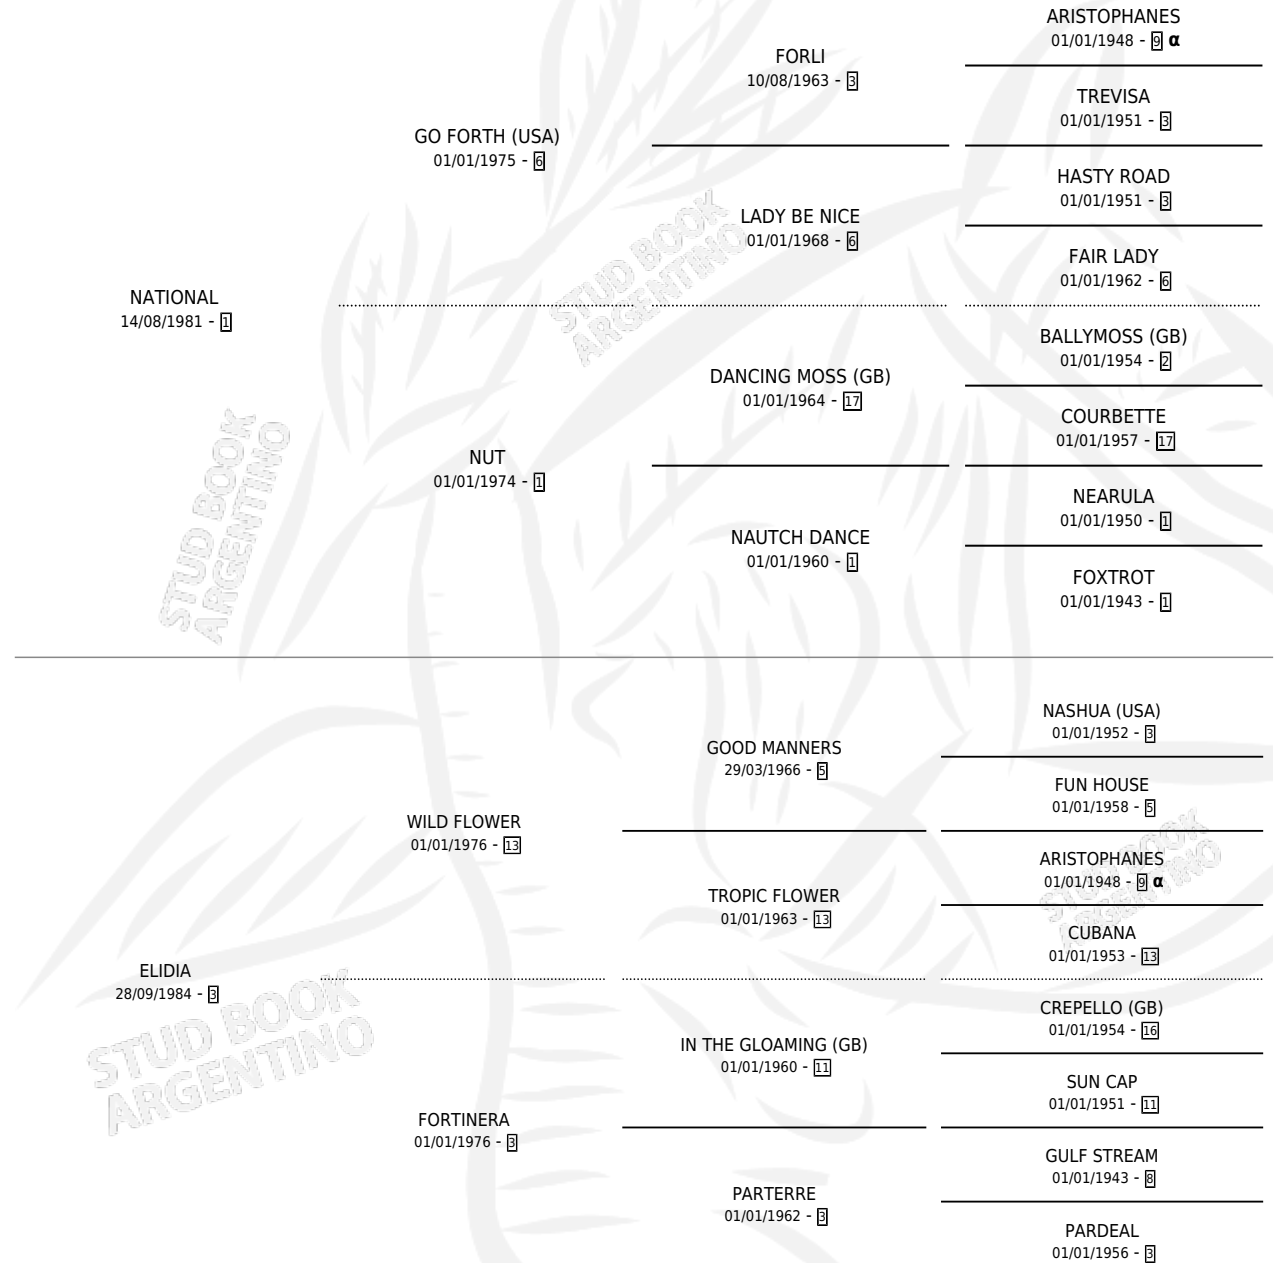 ARISTOPHANES
01/01/1948 - 9 α
FORLI
10/08/1963 - 3
TREVISA
01/01/1951 - 3
GO FORTH (USA)
01/01/1975 - 6
HASTY ROAD
01/01/1951 - 3
LADY BE NICE
01/01/1968 - 6
FAIR LADY
01/01/1962 - 6
NATIONAL
14/08/1981 - 1
BALLYMOSS (GB)
01/01/1954 - 2
DANCING MOSS (GB)
01/01/1964 - 17
COURBETTE
01/01/1957 - 17
NUT
01/01/1974 - 1
NEARULA
01/01/1950 - 1
NAUTCH DANCE
01/01/1960 - 1
FOXTROT
01/01/1943 - 1
NASHUA (USA)
01/01/1952 - 3
GOOD MANNERS
29/03/1966 - 5
FUN HOUSE
01/01/1958 - 5
WILD FLOWER
01/01/1976 - 13
ARISTOPHANES
01/01/1948 - 9 α
TROPIC FLOWER
01/01/1963 - 13
CUBANA
01/01/1953 - 13
ELIDIA
28/09/1984 - 3
CREPELLO (GB)
01/01/1954 - 16
IN THE GLOAMING (GB)
01/01/1960 - 11
SUN CAP
01/01/1951 - 11
FORTINERA
01/01/1976 - 3
GULF STREAM
01/01/1943 - 8
PARTERRE
01/01/1962 - 3
PARDEAL
01/01/1956 - 3
STUD BOOK
ARGENTINO
STUD BOOK
ARGENTINO
STUD BOOK
ARGENTINO
STUD BOOK
ARGENTINO